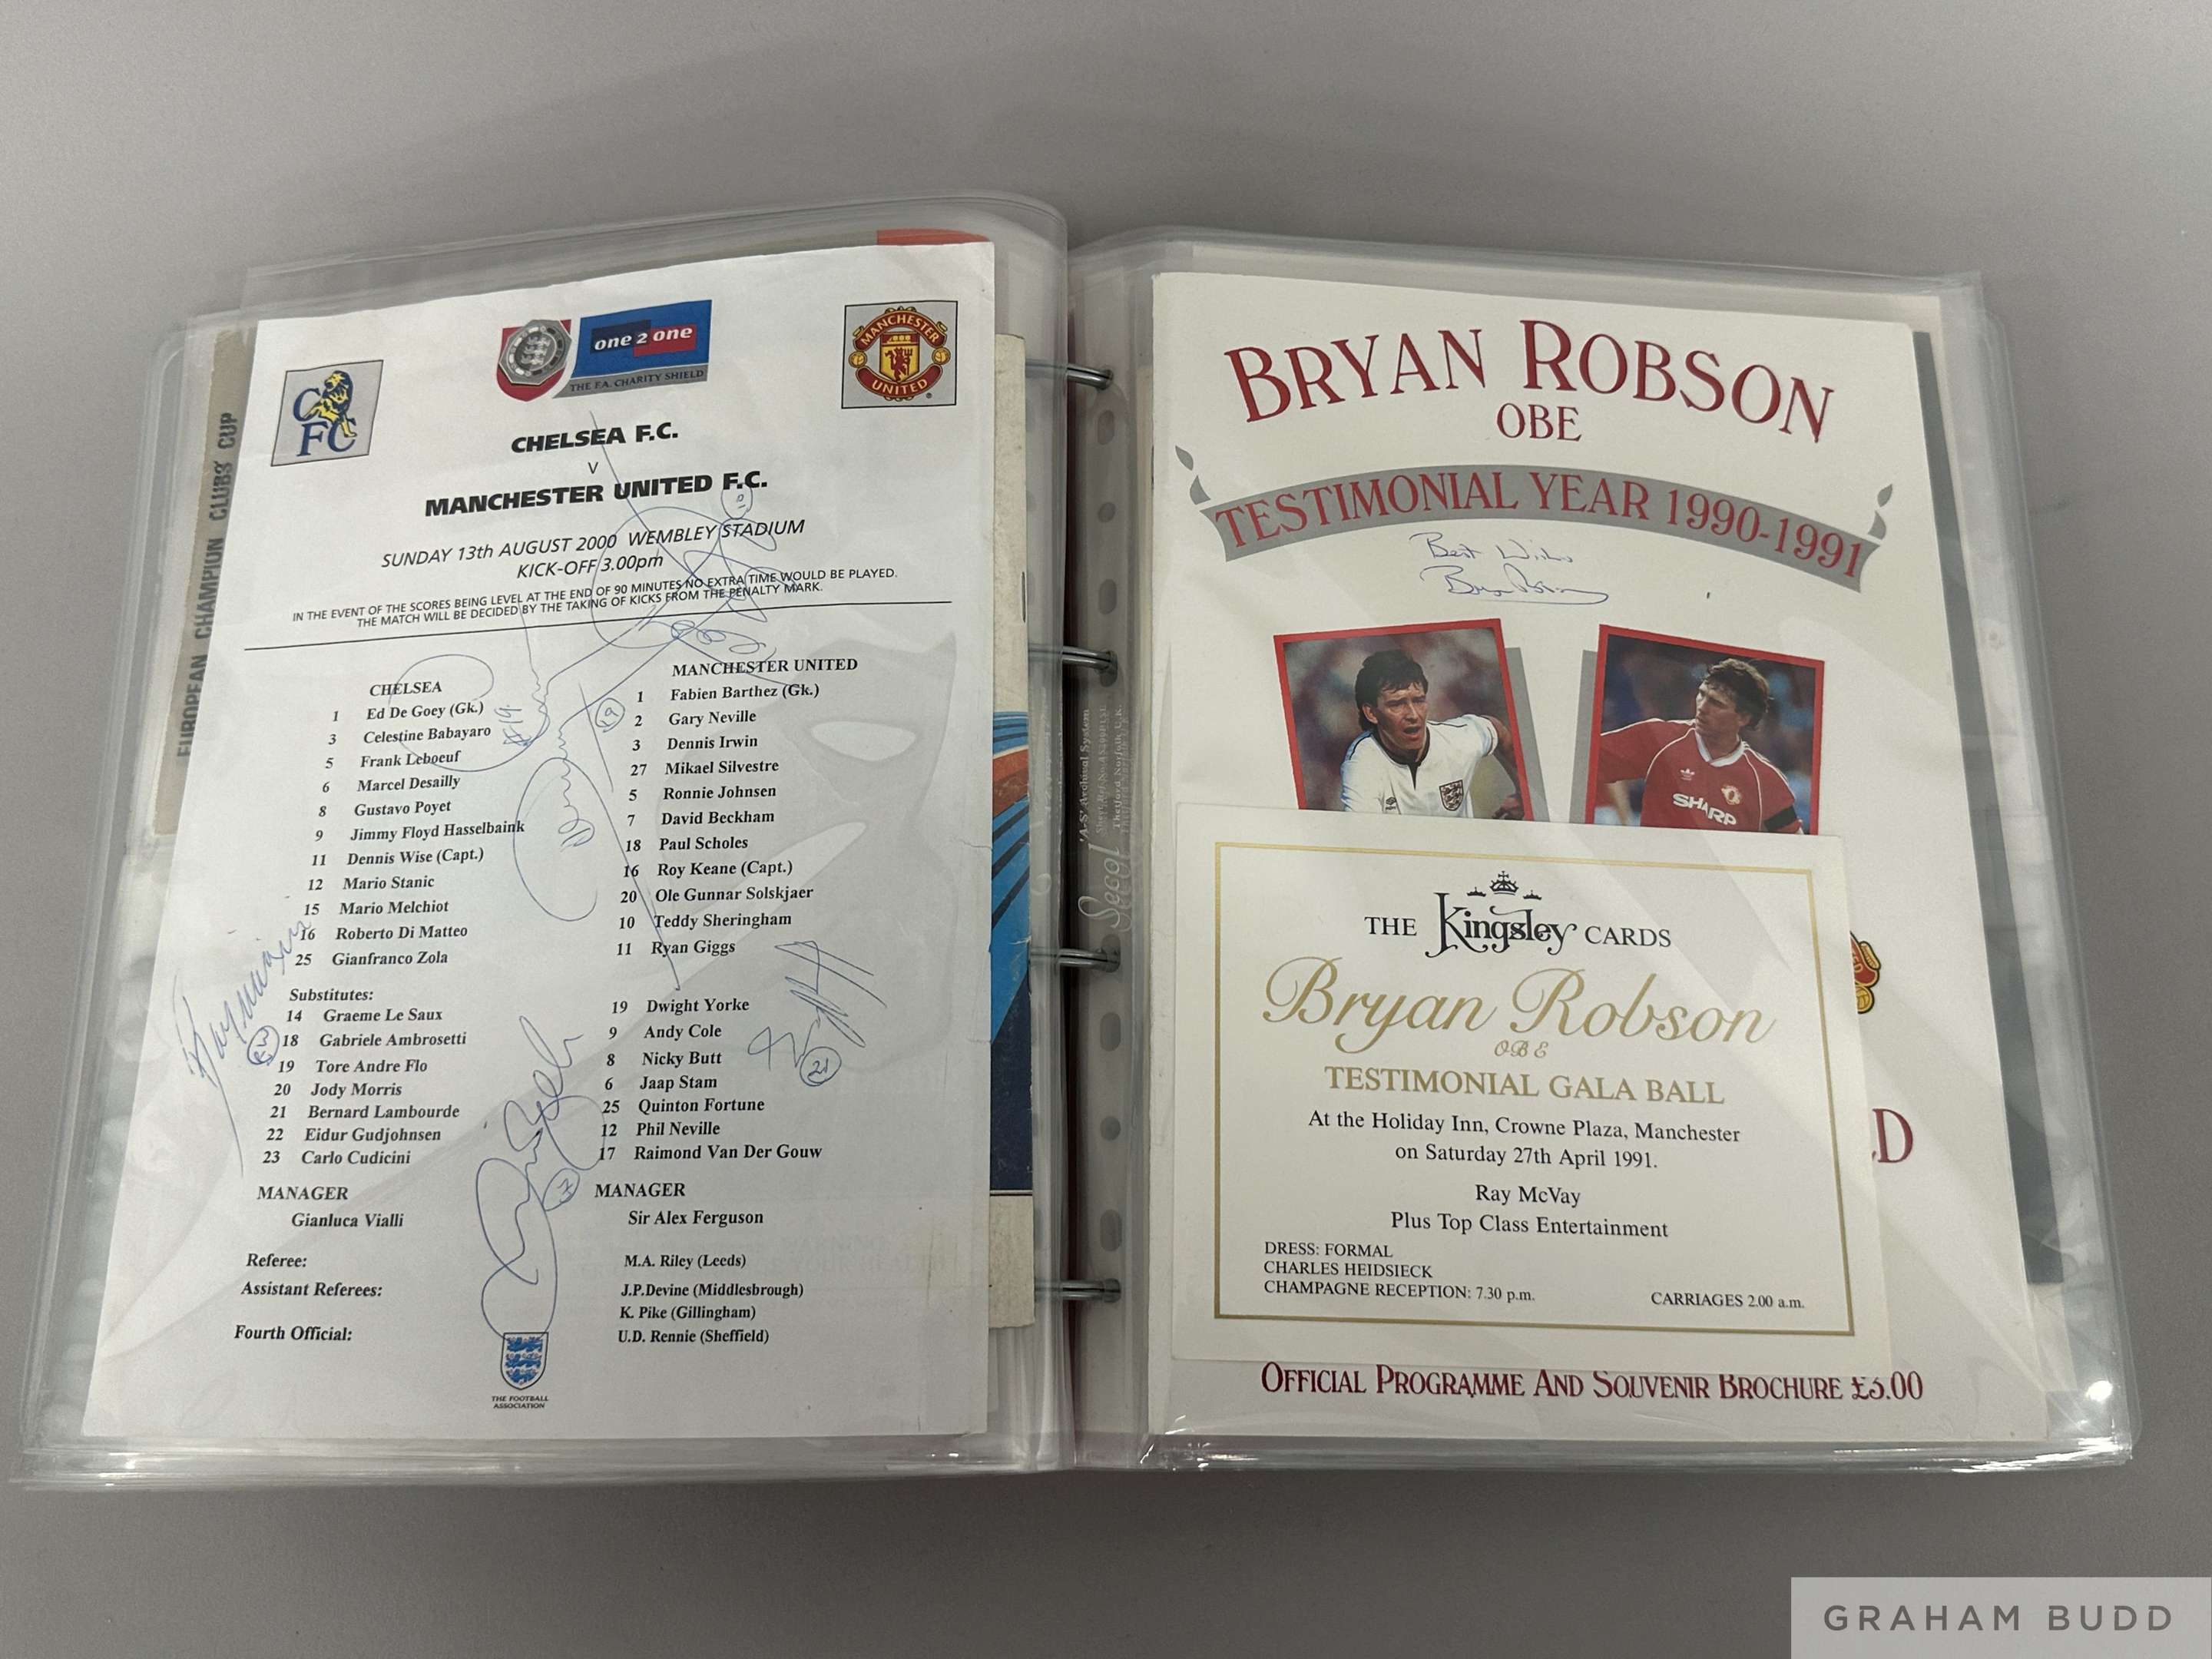 EUROPEAN CHAMPION CLUBS' CUP
CFC
one 2 one
THE F.A. CHARITY SHIELD
MANCHESTER
UNITED
CHELSEA F.C.
v
MANCHESTER UNITED F.C.
SUNDAY 13th AUGUST 2000 WEMBLEY STADIUM
KICK-OFF 3.00pm
IN THE EVENT OF THE SCORES BEING LEVEL AT THE END OF 90 MINUTES NO EXTRA TIME WOULD BE PLAYED.
THE MATCH WILL BE DECIDED BY THE TAKING OF KICKS FROM THE PENALTY MARK.
CHELSEA
1 Ed De Goey (Gk.)
3 Celestine Babayaro
5 Frank Leboeuf
6 Marcel Desailly
8 Gustavo Poyet
9 Jimmy Floyd Hasselbaink
11 Dennis Wise (Capt.)
12 Mario Stanic
15 Mario Melchiot
16 Roberto Di Matteo
25 Gianfranco Zola
Substitutes:
14 Graeme Le Saux
18 Gabriele Ambrosetti
19 Tore Andre Flo
20 Jody Morris
21 Bernard Lambourde
22 Eidur Gudjohnsen
23 Carlo Cudicini
MANAGER
Gianluca Vialli
MANCHESTER UNITED
1 Fabien Barthez (Gk.)
2 Gary Neville
3 Dennis Irwin
27 Mikael Silvestre
5 Ronnie Johnsen
7 David Beckham
18 Paul Scholes
16 Roy Keane (Capt.)
20 Ole Gunnar Solskjaer
10 Teddy Sheringham
11 Ryan Giggs
19 Dwight Yorke
9 Andy Cole
8 Nicky Butt
6 Jaap Stam
25 Quinton Fortune
12 Phil Neville
17 Raimond Van Der Gouw
MANAGER
Sir Alex Ferguson
Referee: M.A. Riley (Leeds)
Assistant Referees: J.P.Devine (Middlesbrough)
K. Pike (Gillingham)
Fourth Official: U.D. Rennie (Sheffield)
THE FOOTBALL
ASSOCIATION
'A-S' Archival System
Thetford Norfolk U.K.
Secol
BRYAN ROBSON
OBE
TESTIMONIAL YEAR 1990-1991
Best Wishes
Bryan Robson
SHARP
THE Kingsley CARDS
Bryan Robson
OBE
TESTIMONIAL GALA BALL
At the Holiday Inn, Crowne Plaza, Manchester
on Saturday 27th April 1991.
Ray McVay
Plus Top Class Entertainment
DRESS: FORMAL
CHARLES HEIDSIECK
CHAMPAGNE RECEPTION: 7.30 p.m.
CARRIAGES 2.00 a.m.
D
OFFICIAL PROGRAMME AND SOUVENIR BROCHURE £3.00
GRAHAM BUDD